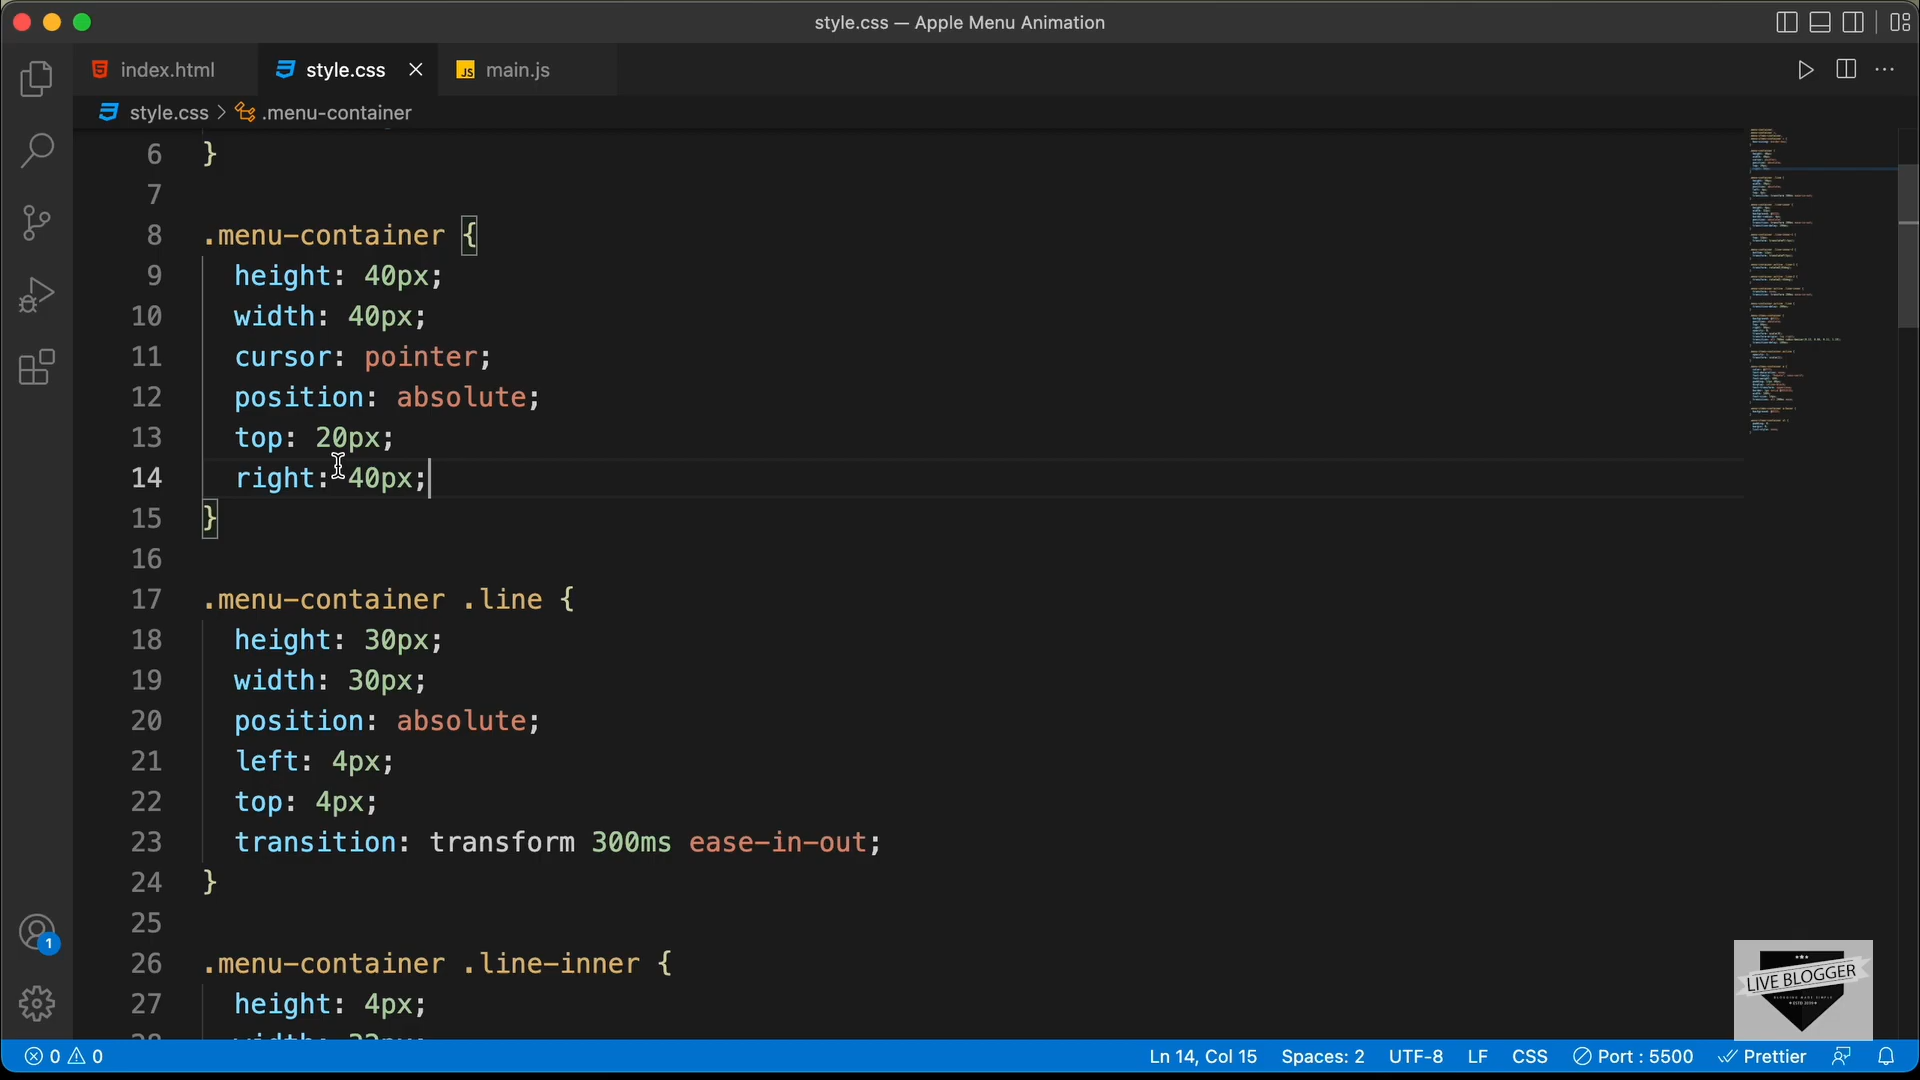 style.css — Apple Menu Animation
index.html
style.css
JS main.js
style.css > .menu-container
6 }
7
8 .menu-container {
9 height: 40px;
10 width: 40px;
11 cursor: pointer;
12 position: absolute;
13 top: 20px;
14 right: 40px;
15 }
16
17 .menu-container .line {
18 height: 30px;
19 width: 30px;
20 position: absolute;
21 left: 4px;
22 top: 4px;
23 transition: transform 300ms ease-in-out;
24 }
25
26 .menu-container .line-inner {
27 height: 4px;
1
LIVE BLOGGER
0 0 Ln 14, Col 15 Spaces: 2 UTF-8 LF CSS Port : 5500 Prettier